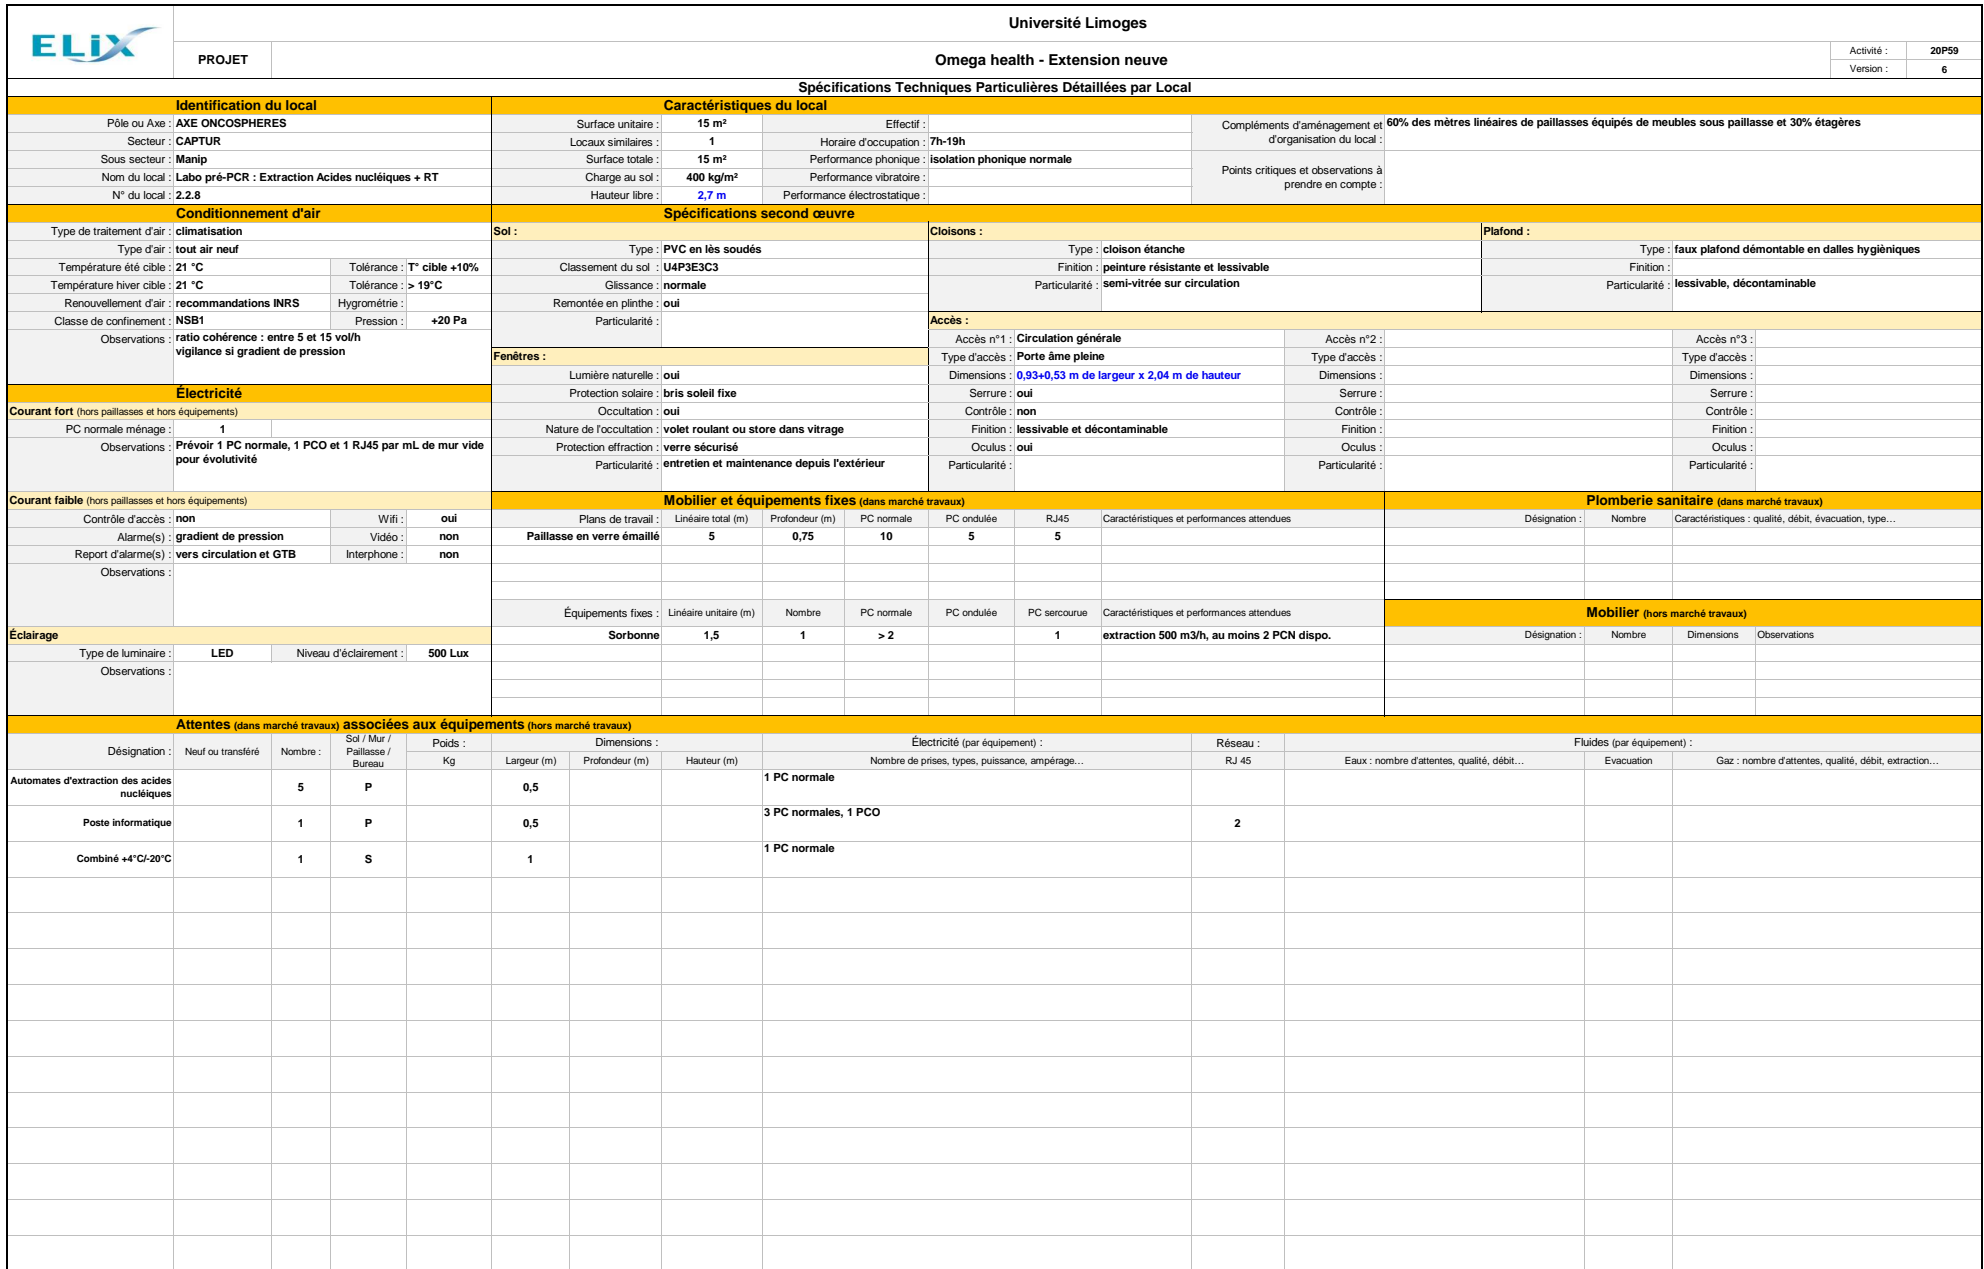 ELiX
Université Limoges
PROJET
Omega health - Extension neuve
Activité : 20P59
Version : 6
Spécifications Techniques Particulières Détaillées par Local
Identification du local
Caractéristiques du local
Pôle ou Axe : AXE ONCOSPHERES
Surface unitaire : 15 m² Effectif :
Compléments d'aménagement et d'organisation du local : 60% des mètres linéaires de paillasses équipés de meubles sous paillasse et 30% étagères
Secteur : CAPTUR
Locaux similaires : 1 Horaire d'occupation : 7h-19h
Sous secteur : Manip
Surface totale : 15 m² Performance phonique : isolation phonique normale
Points critiques et observations à prendre en compte :
Nom du local : Labo pré-PCR : Extraction Acides nucléiques + RT
Charge au sol : 400 kg/m² Performance vibratoire :
N° du local : 2.2.8
Hauteur libre : 2,7 m Performance électrostatique :
Conditionnement d'air
Spécifications second œuvre
Type de traitement d'air : climatisation
Type d'air : tout air neuf
Température été cible : 21 °C Tolérance : T° cible +10%
Température hiver cible : 21 °C Tolérance : > 19°C
Renouvellement d'air : recommandations INRS Hygrométrie :
Classe de confinement : NSB1 Pression : +20 Pa
Observations : ratio cohérence : entre 5 et 15 vol/h
vigilance si gradient de pression
Sol :
Type : PVC en lès soudés
Classement du sol : U4P3E3C3
Glissance : normale
Remontée en plinthe : oui
Particularité :
Cloisons :
Type : cloison étanche
Finition : peinture résistante et lessivable
Particularité : semi-vitrée sur circulation
Plafond :
Type : faux plafond démontable en dalles hygièniques
Finition :
Particularité : lessivable, décontaminable
Fenêtres :
Lumière naturelle : oui
Protection solaire : bris soleil fixe
Occultation : oui
Nature de l'occultation : volet roulant ou store dans vitrage
Protection effraction : verre sécurisé
Particularité : entretien et maintenance depuis l'extérieur
Accès :
Accès n°1 : Circulation générale Accès n°2 : Accès n°3 :
Type d'accès : Porte âme pleine Type d'accès : Type d'accès :
Dimensions : 0,93+0,53 m de largeur x 2,04 m de hauteur Dimensions : Dimensions :
Serrure : oui Serrure : Serrure :
Contrôle : non Contrôle : Contrôle :
Finition : lessivable et décontaminable Finition : Finition :
Oculus : oui Oculus : Oculus :
Particularité : Particularité : Particularité :
Électricité
Courant fort (hors paillasses et hors équipements)
PC normale ménage : 1
Observations : Prévoir 1 PC normale, 1 PCO et 1 RJ45 par mL de mur vide
pour évolutivité
Courant faible (hors paillasses et hors équipements)
Contrôle d'accès : non Wifi : oui
Alarme(s) : gradient de pression Vidéo : non
Report d'alarme(s) : vers circulation et GTB Interphone : non
Observations :
Éclairage
Type de luminaire : LED Niveau d'éclairement : 500 Lux
Observations :
Mobilier et équipements fixes (dans marché travaux)
Plans de travail : Linéaire total (m) Profondeur (m) PC normale PC ondulée RJ45 Caractéristiques et performances attendues
Paillasse en verre émaillé 5 0,75 10 5 5
Équipements fixes : Linéaire unitaire (m) Nombre PC normale PC ondulée PC sercourue Caractéristiques et performances attendues
Sorbonne 1,5 1 > 2 1 extraction 500 m3/h, au moins 2 PCN dispo.
Plomberie sanitaire (dans marché travaux)
Désignation : Nombre Caractéristiques : qualité, débit, évacuation, type…
Mobilier (hors marché travaux)
Désignation : Nombre Dimensions Observations
Attentes (dans marché travaux) associées aux équipements (hors marché travaux)
Désignation : Neuf ou transféré Nombre : Sol / Mur / Paillasse / Bureau Poids : Dimensions : Électricité (par équipement) : Réseau : Fluides (par équipement) :
Kg Largeur (m) Profondeur (m) Hauteur (m) Nombre de prises, types, puissance, ampérage… RJ 45 Eaux : nombre d'attentes, qualité, débit… Evacuation Gaz : nombre d'attentes, qualité, débit, extraction…
Automates d'extraction des acides nucléiques 5 P 0,5 1 PC normale
Poste informatique 1 P 0,5 3 PC normales, 1 PCO 2
Combiné +4°C/-20°C 1 S 1 1 PC normale